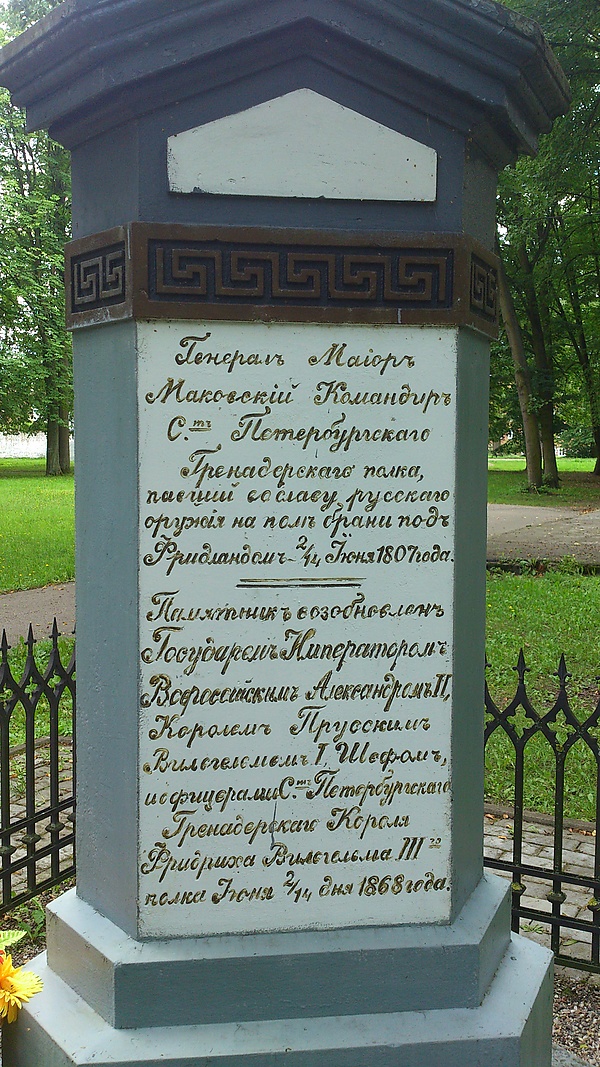 Генералъ Маіоръ
Маковскій Командиръ
С.тъ Петербургскаго
Гренадерскаго полка,
павшій во славу русскаго
оружія на полѣ брани подъ
Фридландомъ 2/14 Іюня 1807 года.
Памятникъ возобновленъ
Государемъ Императоромъ
Всероссійскимъ Александромъ II,
Королемъ Прусскимъ
Вильгельмомъ I, Шефомъ,
и офицерами С.тъ Петербургскаго
Гренадерскаго Короля
Фридриха Вильгельма III го
полка Іюня 2/14 дня 1868 года.